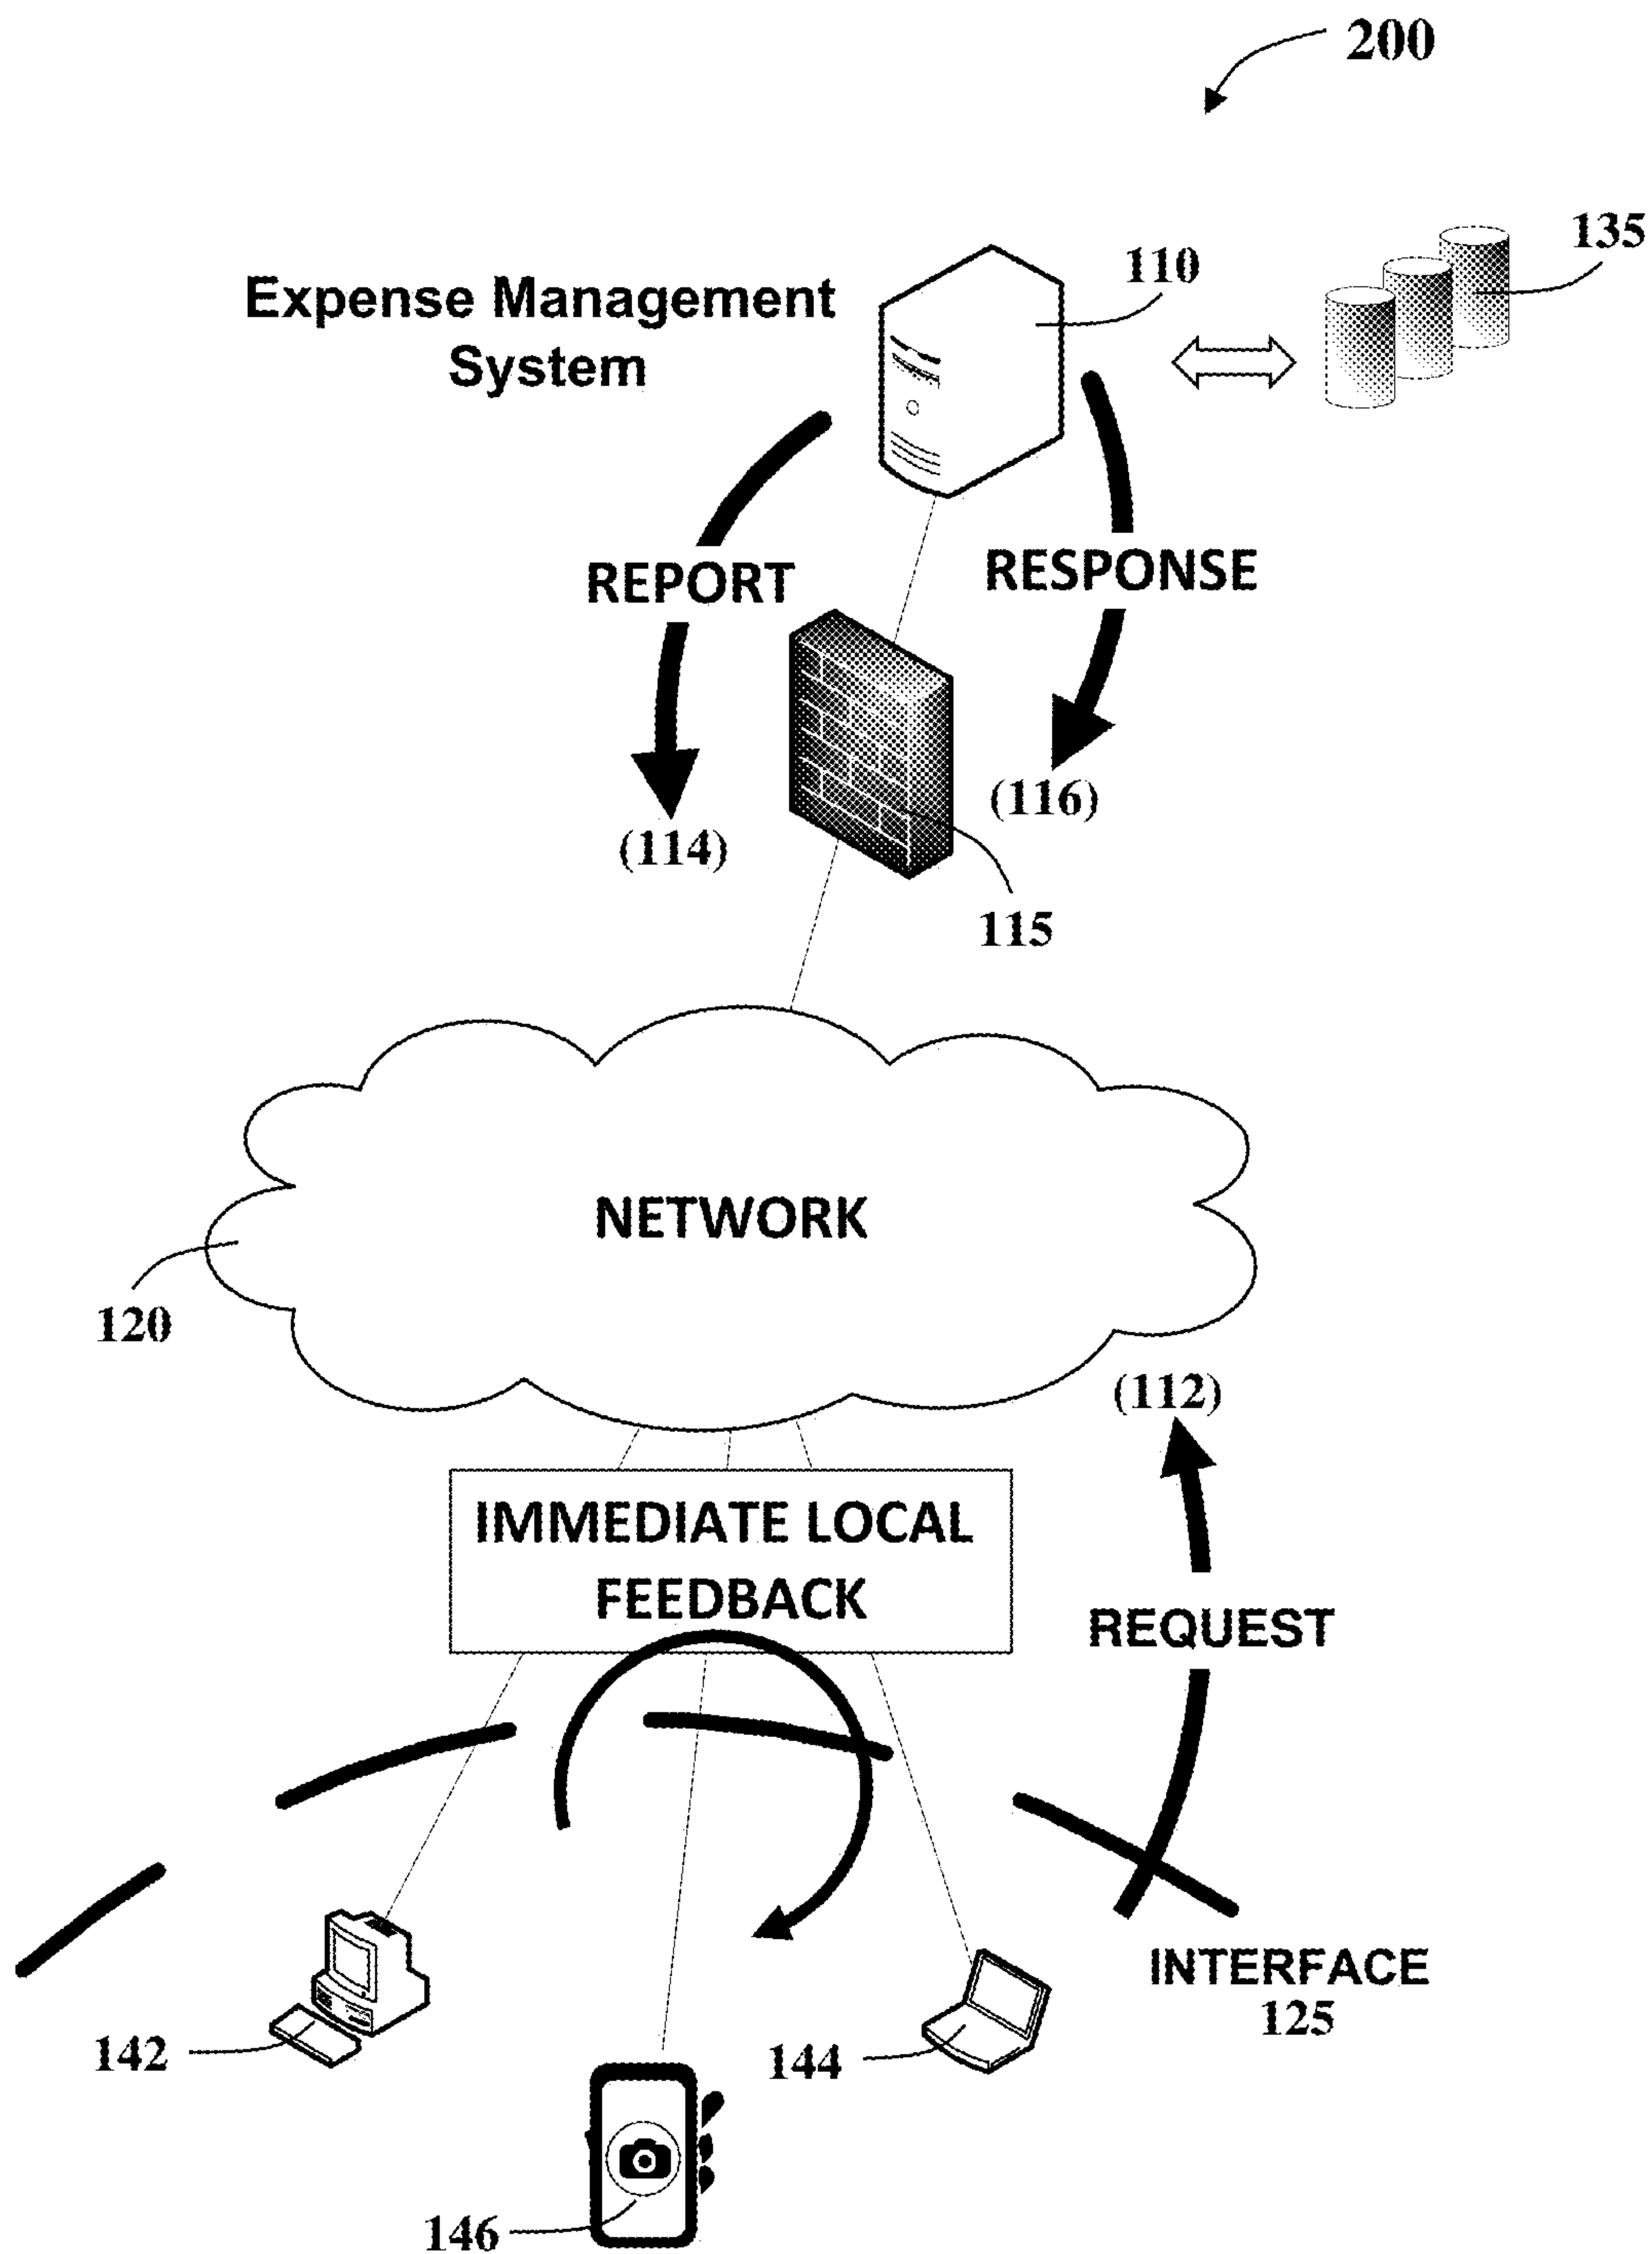 200
135
110
Expense Management
System
REPORT
RESPONSE
(116)
(114)
115
NETWORK
120
(112)
IMMEDIATE LOCAL
FEEDBACK
REQUEST
INTERFACE
125
142
144
146